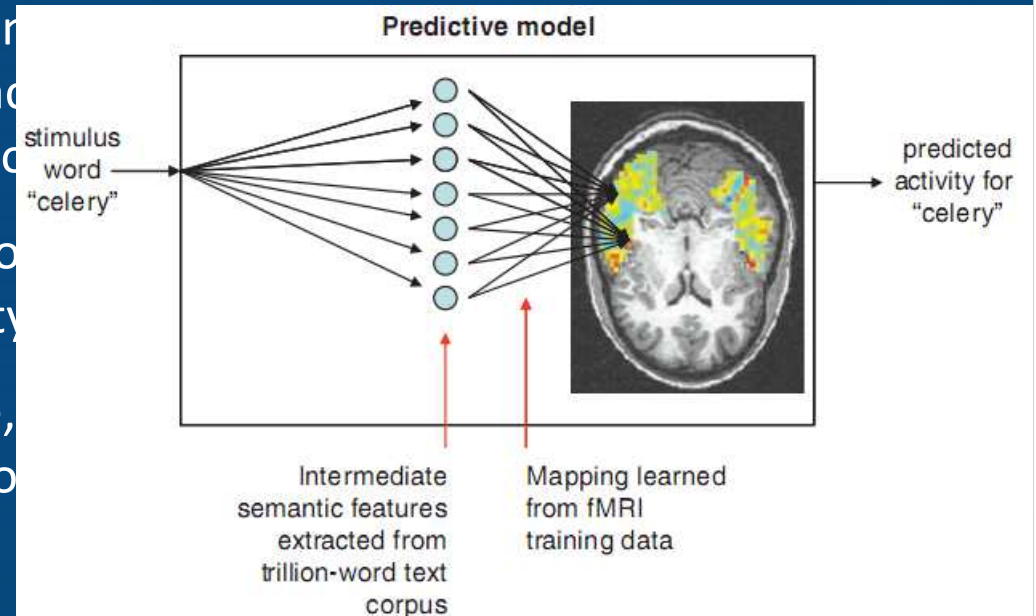 Predictive model
stimulus
word
“celery”
predicted
activity for
“celery”
Intermediate
semantic features
extracted from
trillion-word text
corpus
Mapping learned
from fMRI
training data